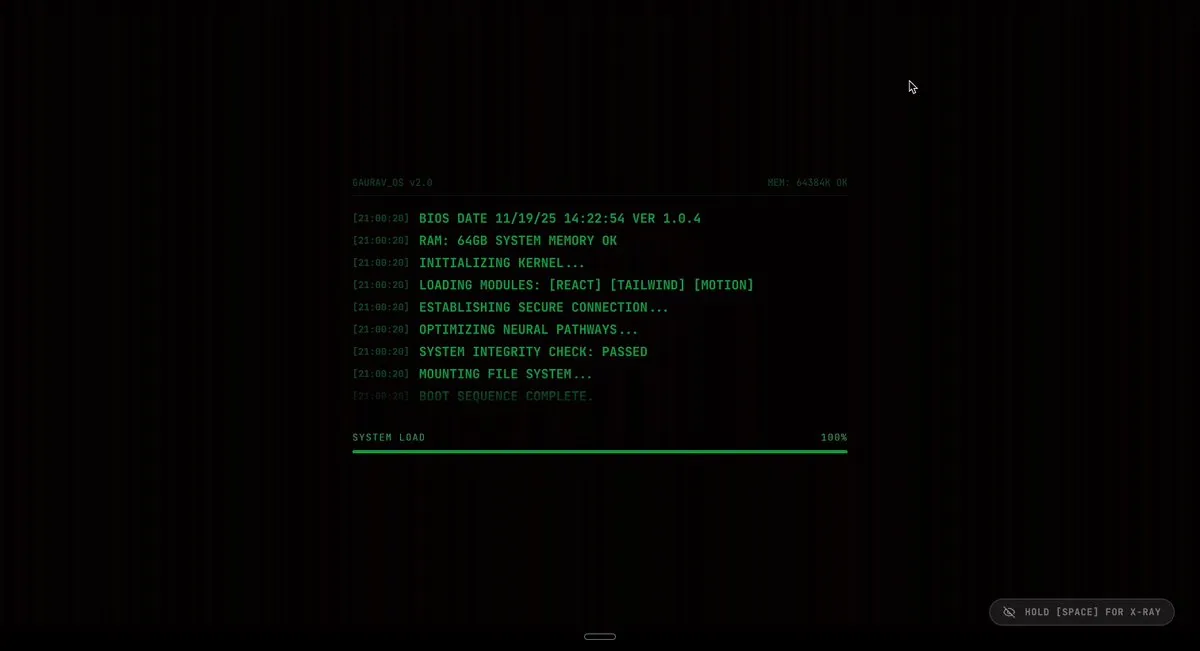 GAURAV_OS v2.0 MEM: 64384K OK
[21:00:20] BIOS DATE 11/19/25 14:22:54 VER 1.0.4
[21:00:20] RAM: 64GB SYSTEM MEMORY OK
[21:00:20] INITIALIZING KERNEL...
[21:00:20] LOADING MODULES: [REACT] [TAILWIND] [MOTION]
[21:00:20] ESTABLISHING SECURE CONNECTION...
[21:00:20] OPTIMIZING NEURAL PATHWAYS...
[21:00:20] SYSTEM INTEGRITY CHECK: PASSED
[21:00:20] MOUNTING FILE SYSTEM...
[21:00:20] BOOT SEQUENCE COMPLETE.
SYSTEM LOAD 100%
HOLD [SPACE] FOR X-RAY